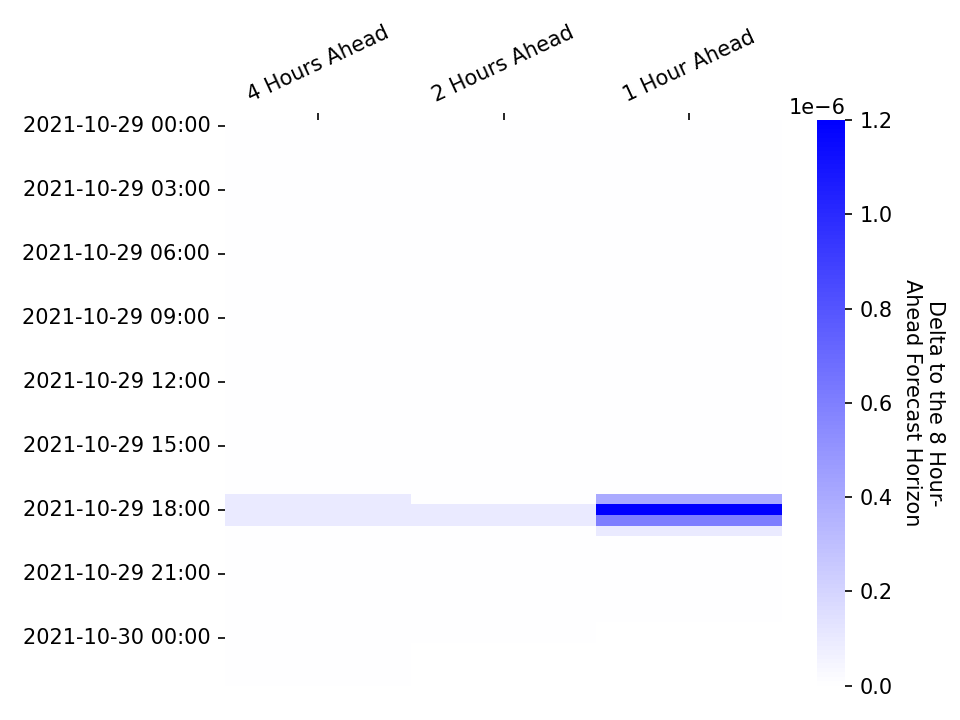 4 Hours Ahead
2 Hours Ahead
1 Hour Ahead
1e−6
2021-10-29 00:00
2021-10-29 03:00
2021-10-29 06:00
2021-10-29 09:00
2021-10-29 12:00
2021-10-29 15:00
2021-10-29 18:00
2021-10-29 21:00
2021-10-30 00:00
1.2
1.0
0.8
0.6
0.4
0.2
0.0
Delta to the 8 Hour-
Ahead Forecast Horizon